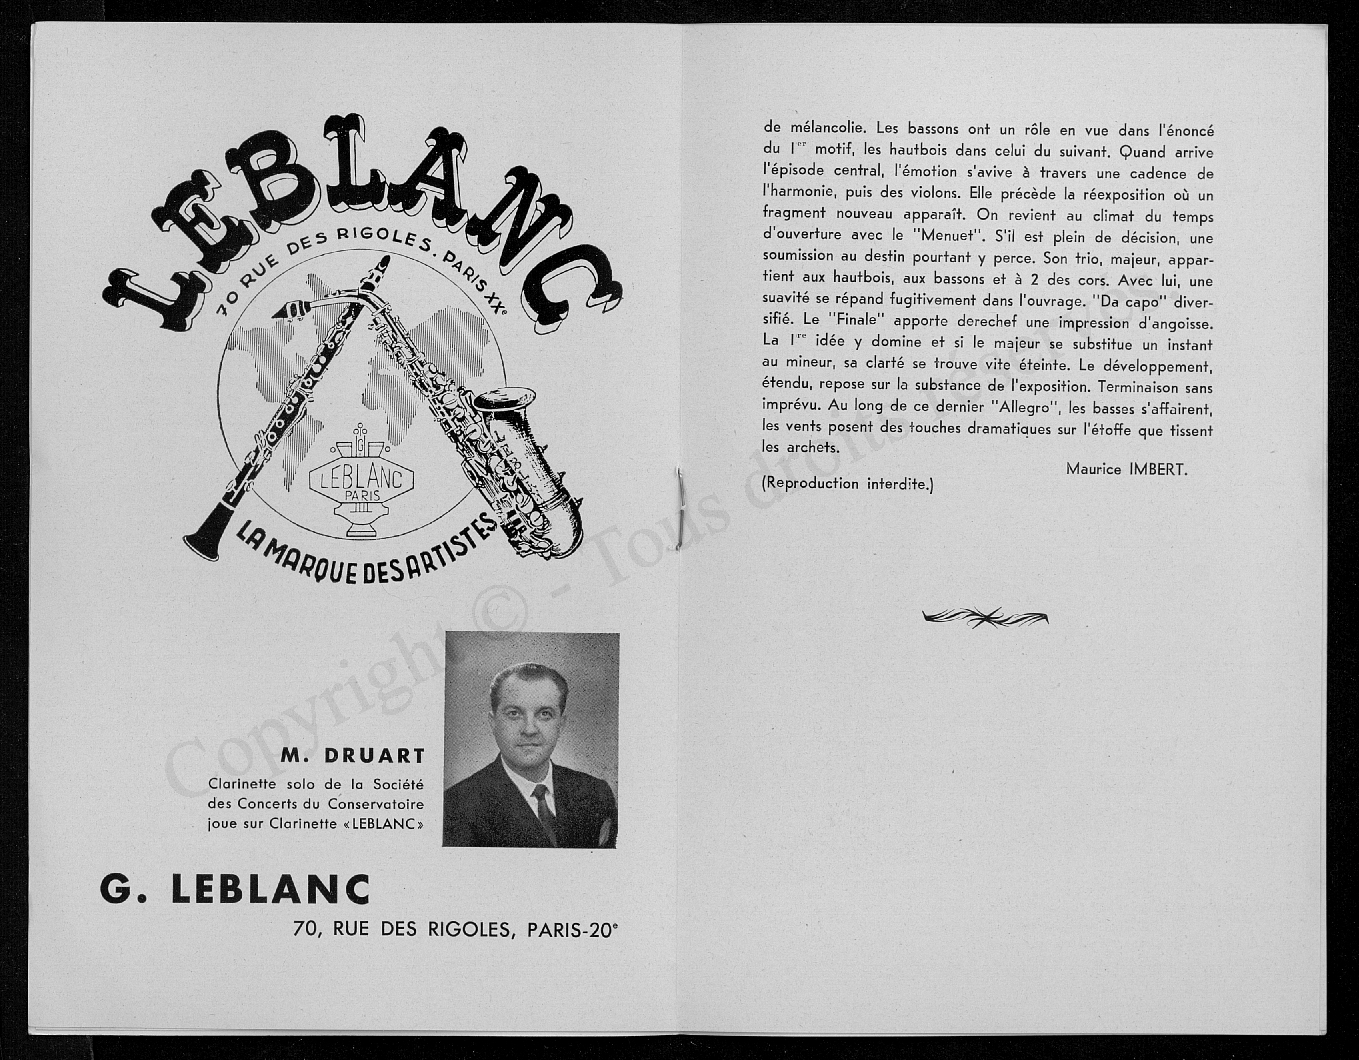 LEBLANC
70 RUE DES RIGOLES. PARIS XXe
LEBLANC
PARIS
LA MARQUE DES ARTISTES
M. DRUART
Clarinette solo de la Société
des Concerts du Conservatoire
joue sur Clarinette «LEBLANC»
G. LEBLANC
70, RUE DES RIGOLES, PARIS-20e
de mélancolie. Les bassons ont un rôle en vue dans l'énoncé
du 1er motif, les hautbois dans celui du suivant. Quand arrive
l'épisode central, l'émotion s'avive à travers une cadence de
l'harmonie, puis des violons. Elle précède la réexposition où un
fragment nouveau apparaît. On revient au climat du temps
d'ouverture avec le "Menuet". S'il est plein de décision, une
soumission au destin pourtant y perce. Son trio, majeur, appar-
tient aux hautbois, aux bassons et à 2 des cors. Avec lui, une
suavité se répand fugitivement dans l'ouvrage. "Da capo" diver-
sifié. Le "Finale" apporte derechef une impression d'angoisse.
La 1re idée y domine et si le majeur se substitue un instant
au mineur, sa clarté se trouve vite éteinte. Le développement,
étendu, repose sur la substance de l'exposition. Terminaison sans
imprévu. Au long de ce dernier "Allegro", les basses s'affairent,
les vents posent des touches dramatiques sur l'étoffe que tissent
les archets.
Maurice IMBERT.
(Reproduction interdite.)
Copyright © - Tous droits réservés